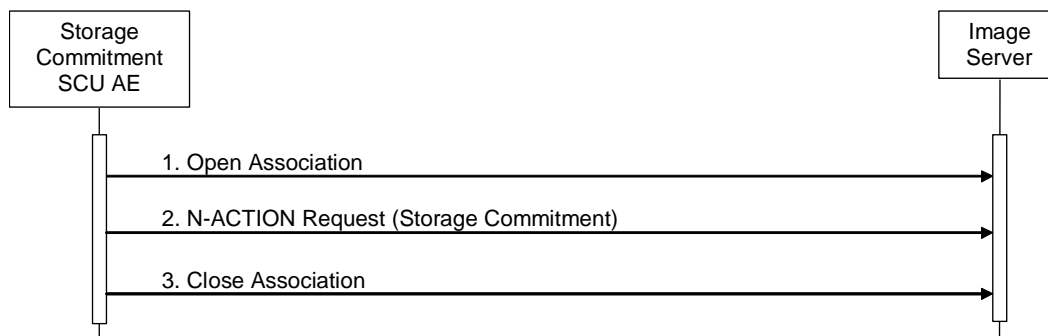 Storage
Commitment
SCU AE
Image
Server
1. Open Association
2. N-ACTION Request (Storage Commitment)
3. Close Association